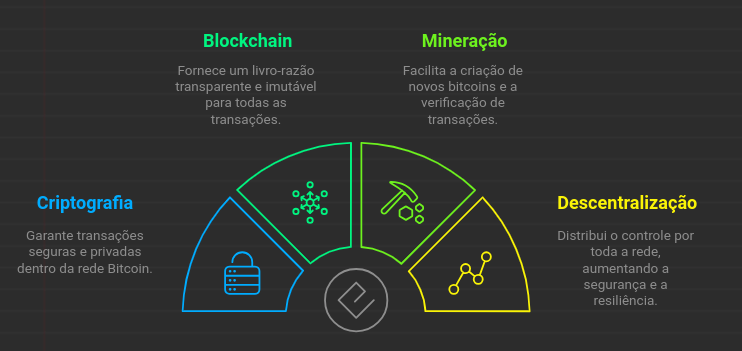 Blockchain
Fornece um livro-razão
transparente e imutável
para todas as
transações.
Mineração
Facilita a criação de
novos bitcoins e a
verificação de
transações.
Criptografia
Garante transações
seguras e privadas
dentro da rede Bitcoin.
Descentralização
Distribui o controle por
toda a rede,
aumentando a
segurança e a
resiliência.